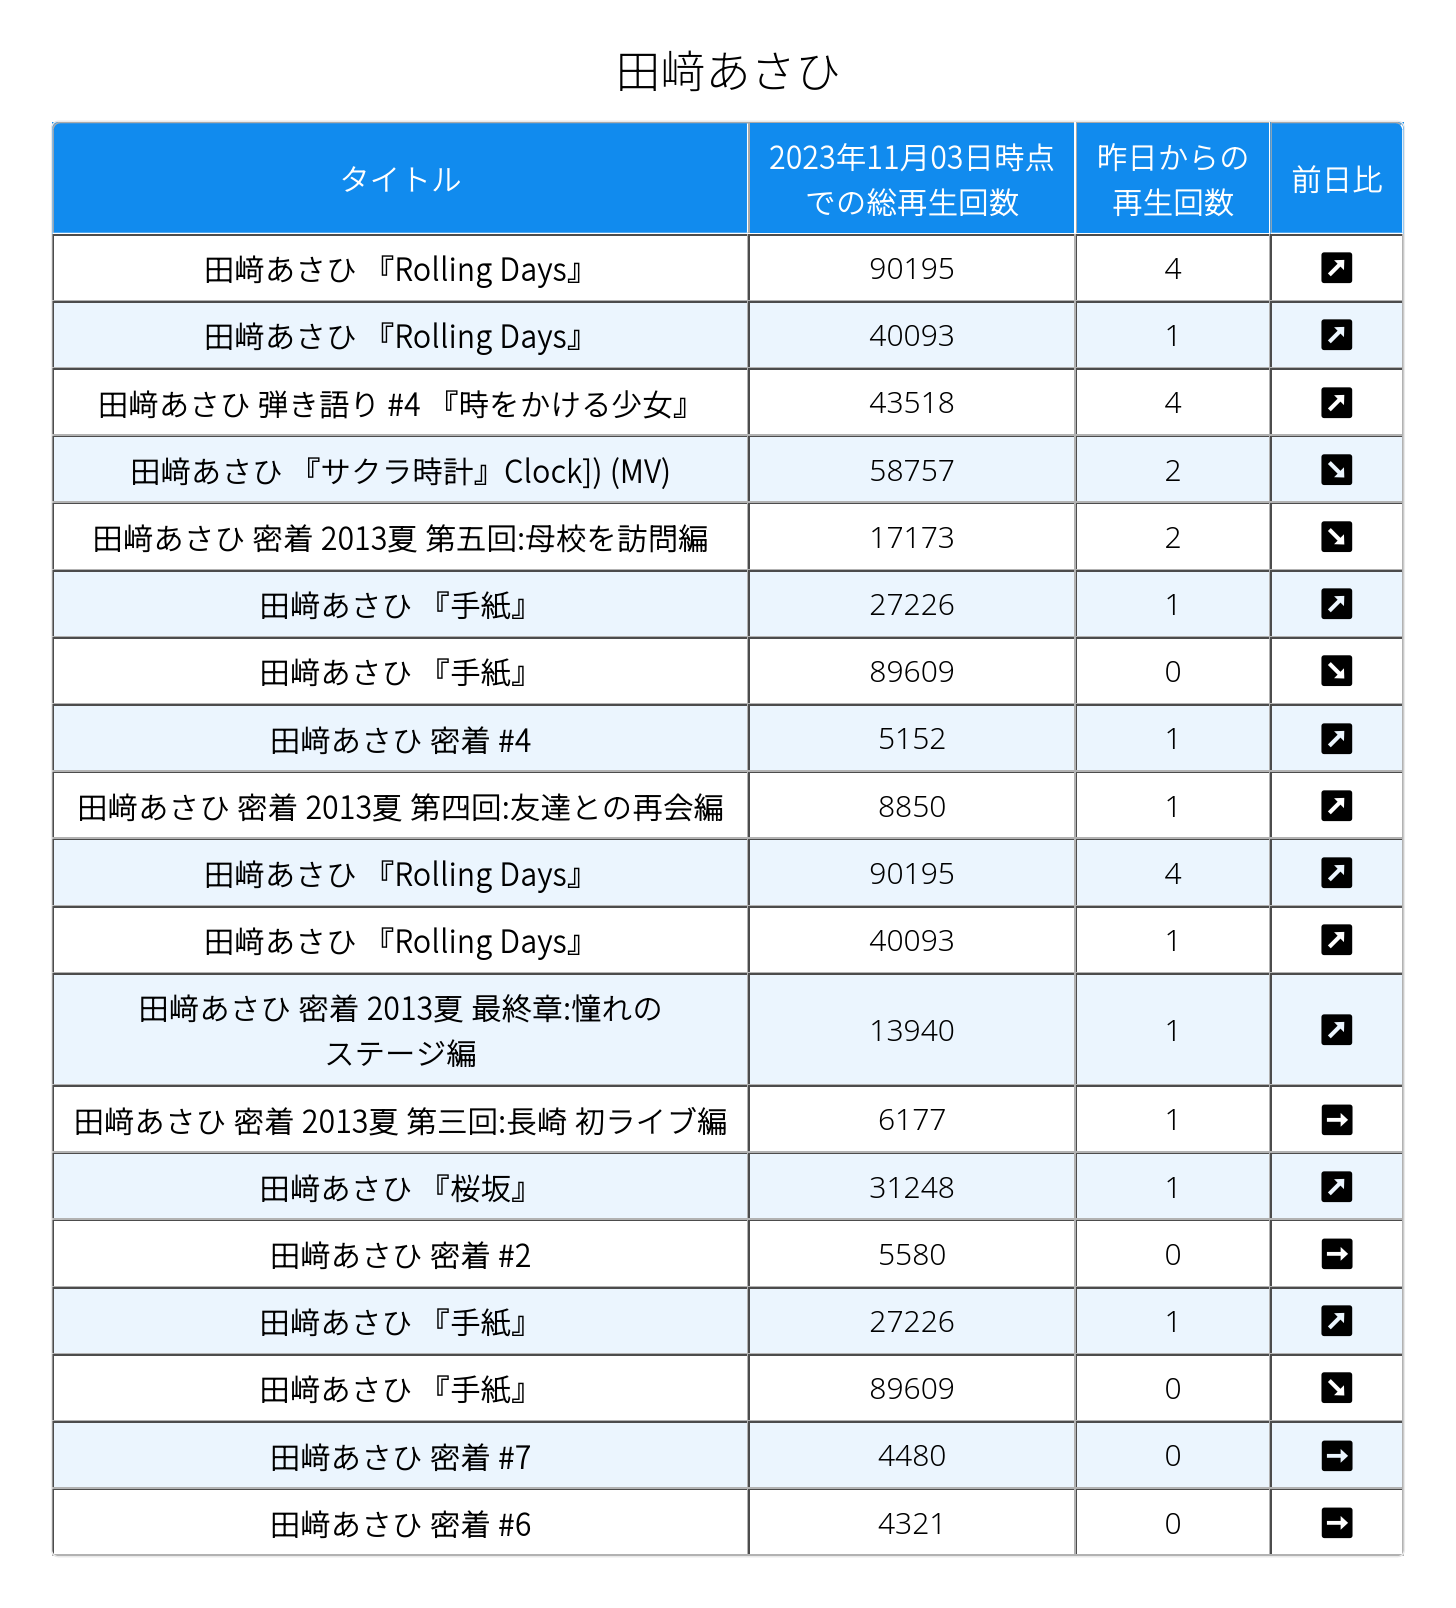 田﨑あさひ
タイトル 2023年11月03日時点 昨日からの 前日比
での総再生回数 再生回数
田﨑あさひ 『Rolling Days』 90195 4 ↗
田﨑あさひ 『Rolling Days』 40093 1 ↗
田﨑あさひ 弾き語り #4 『時をかける少女』 43518 4 ↗
田﨑あさひ 『サクラ時計』Clock]) (MV) 58757 2 ↘
田﨑あさひ 密着 2013夏 第五回:母校を訪問編 17173 2 ↘
田﨑あさひ 『手紙』 27226 1 ↗
田﨑あさひ 『手紙』 89609 0 ↘
田﨑あさひ 密着 #4 5152 1 ↗
田﨑あさひ 密着 2013夏 第四回:友達との再会編 8850 1 ↗
田﨑あさひ 『Rolling Days』 90195 4 ↗
田﨑あさひ 『Rolling Days』 40093 1 ↗
田﨑あさひ 密着 2013夏 最終章:憧れの
ステージ編 13940 1 ↗
田﨑あさひ 密着 2013夏 第三回:長崎 初ライブ編 6177 1 →
田﨑あさひ 『桜坂』 31248 1 ↗
田﨑あさひ 密着 #2 5580 0 →
田﨑あさひ 『手紙』 27226 1 ↗
田﨑あさひ 『手紙』 89609 0 ↘
田﨑あさひ 密着 #7 4480 0 →
田﨑あさひ 密着 #6 4321 0 →